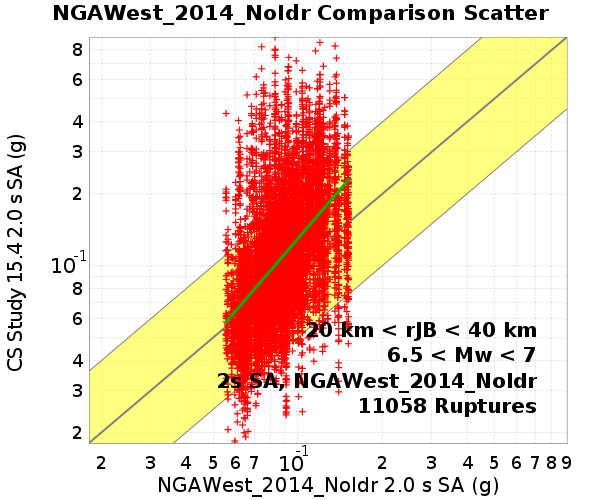 NGAWest_2014_NoIdr Comparison Scatter
CS Study 15.4 2.0 s SA (g)
8
6
4
3
2
10⁻¹
8
6
4
3
2
20 km < rJB < 40 km
6.5 < Mw < 7
2s SA, NGAWest_2014_NoIdr
11058 Ruptures
2 3 4 5 6 7 10⁻¹ 2 3 4 5 6 7 8 9
NGAWest_2014_NoIdr 2.0 s SA (g)